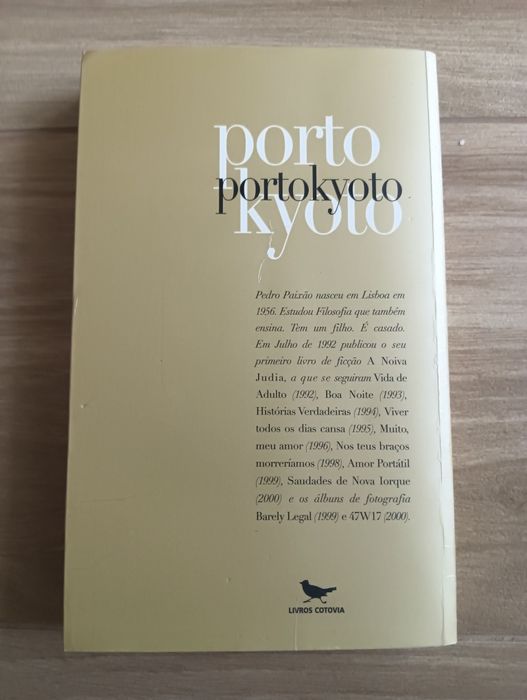 porto
portokyoto
kyoto
Pedro Paixão nasceu em Lisboa em
1956. Estudou Filosofia que também
ensina. Tem um filho. É casado.
Em Julho de 1992 publicou o seu
primeiro livro de ficção A Noiva
Judia, a que se seguiram Vida de
Adulto (1992), Boa Noite (1993),
Histórias Verdadeiras (1994), Viver
todos os dias cansa (1995), Muito,
meu amor (1996), Nos teus braços
morreríamos (1998), Amor Portátil
(1999), Saudades de Nova Iorque
(2000) e os álbuns de fotografia
Barely Legal (1999) e 47W17 (2000).
LIVROS COTOVIA